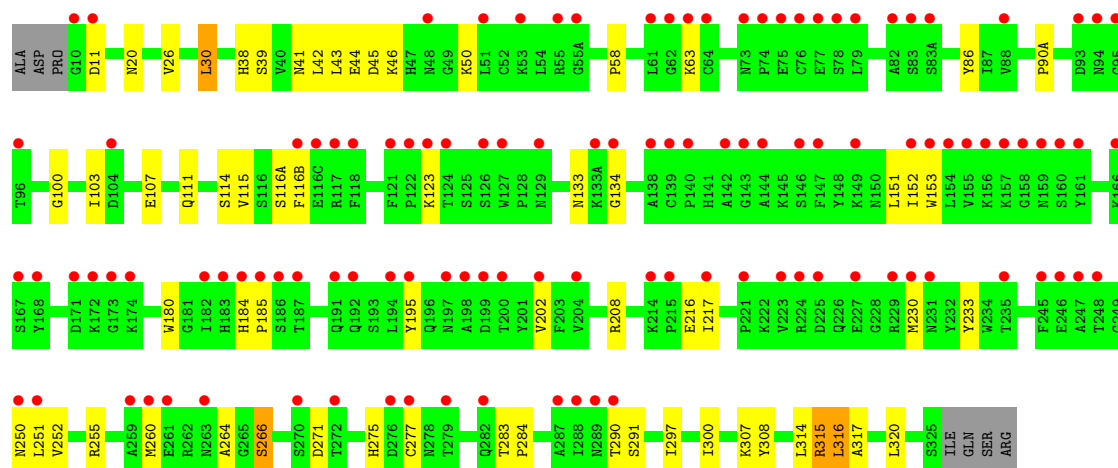 ALA ASP PRO G10 D11 N20 V26 L30 H38 S39 V40 N41 L42 L43 E44 D45 K46 H47 N48 G49 K50 L51 C52 K53 L54 R55 G55A P58 L61 G62 K63 C64 N73 P74 E75 C76 E77 S78 L79 A82 S83 S83A Y86 I87 V88 P90A D93 N94 G95
T96 G100 I103 D104 E107 Q111 S114 V115 S116 S116A F116B E116C R117 F118 F121 P122 K123 T124 S125 S126 W127 P128 N129 N133 K133A G134 A138 C139 P140 H141 A142 G143 A144 K145 S146 F147 Y148 K149 N150 L151 I152 W153 L154 V155 K156 K157 G158 N159 S160 Y161 K166
S167 Y168 D171 K172 G173 K174 W180 G181 I182 H183 H184 P185 S186 T187 Q191 Q192 S193 L194 Y195 Q196 N197 A198 D199 T200 Y201 V202 F203 V204 R208 K214 P215 E216 I217 P221 K222 V223 R224 D225 Q226 E227 G228 R229 M230 N231 Y232 Y233 W234 T235 F245 E246 A247 T248 G249
N250 L251 V252 R255 A259 M260 E261 R262 N263 A264 G265 S266 S270 D271 T272 H275 D276 C277 N278 T279 Q282 T283 P284 A287 I288 N289 T290 S291 I297 I300 K307 Y308 L314 R315 L316 A317 L320 S325 ILE GLN SER ARG